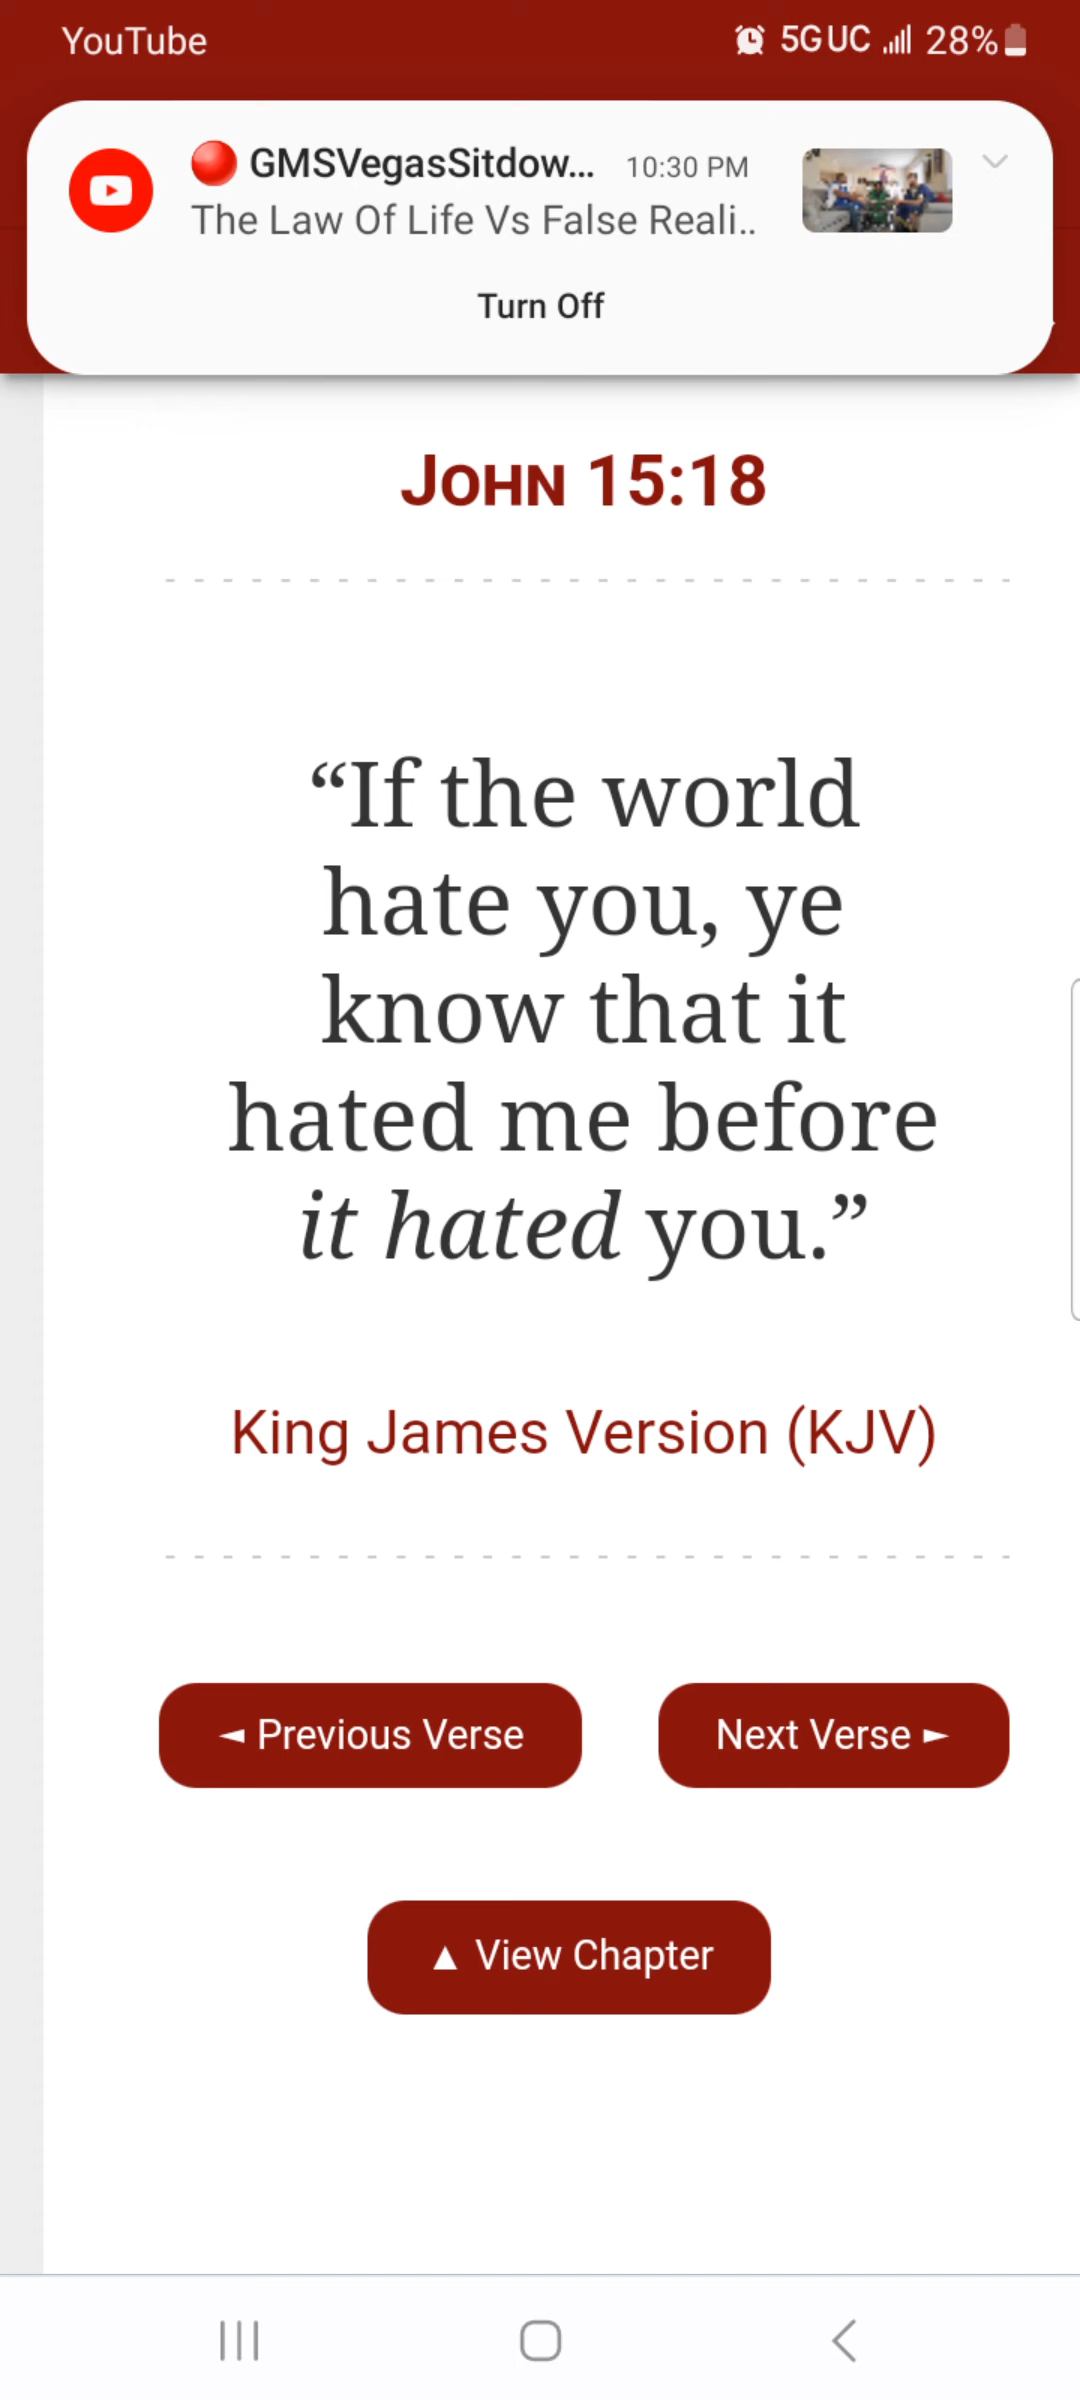 YouTube 5G UC 28%
GMSVegasSitdow... 10:30 PM
The Law Of Life Vs False Reali..
Turn Off
JOHN 15:18
“If the world
hate you, ye
know that it
hated me before
it hated you.”
King James Version (KJV)
◄ Previous Verse
Next Verse ►
▲ View Chapter